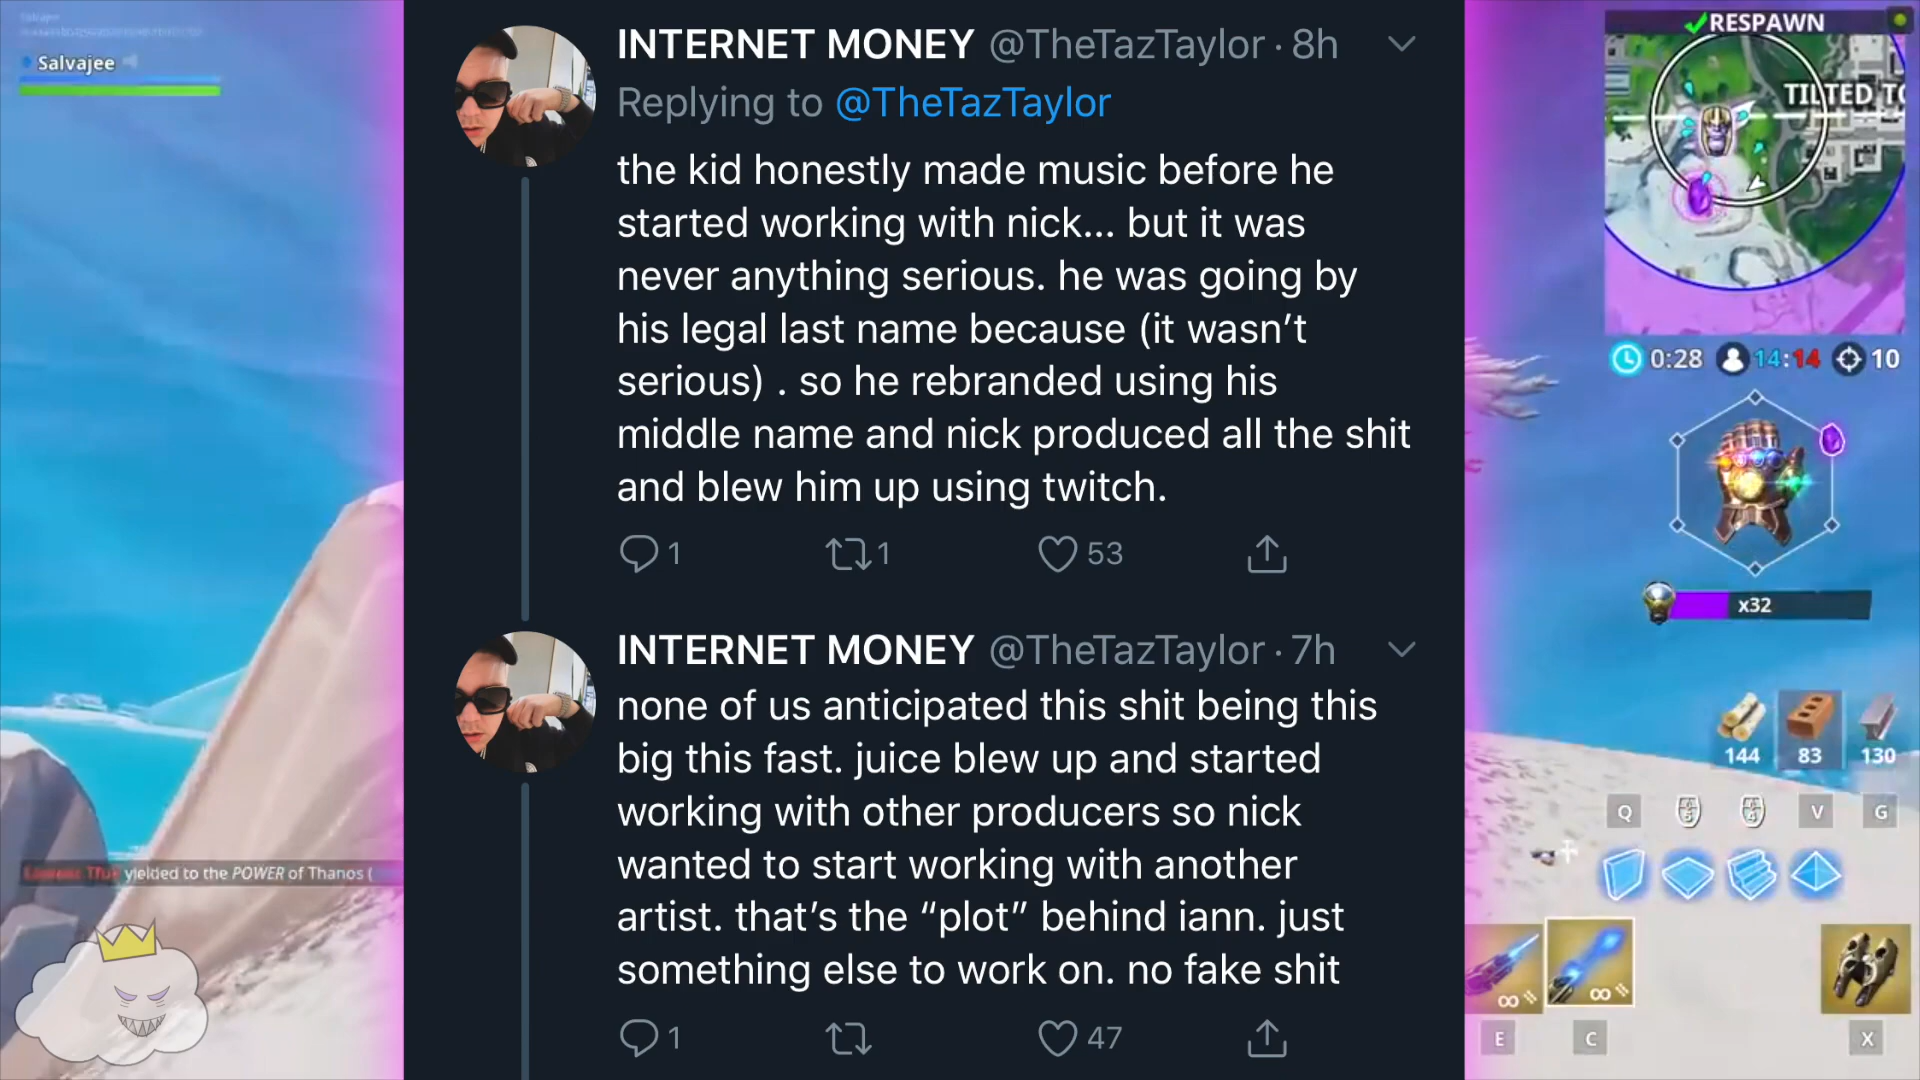 Salvajee
INTERNET MONEY @TheTazTaylor · 8h
Replying to @TheTazTaylor
the kid honestly made music before he
started working with nick... but it was
never anything serious. he was going by
his legal last name because (it wasn’t
serious) . so he rebranded using his
middle name and nick produced all the shit
and blew him up using twitch.
1 1 53
INTERNET MONEY @TheTazTaylor · 7h
none of us anticipated this shit being this
big this fast. juice blew up and started
working with other producers so nick
wanted to start working with another
artist. that’s the “plot” behind iann. just
something else to work on. no fake shit
1 47
yielded to the POWER of Thanos (
RESPAWN
TILTED TO
0:28 14:14 10
x32
144 83 130
Q 5 4 V G
∞ ∞
E C X